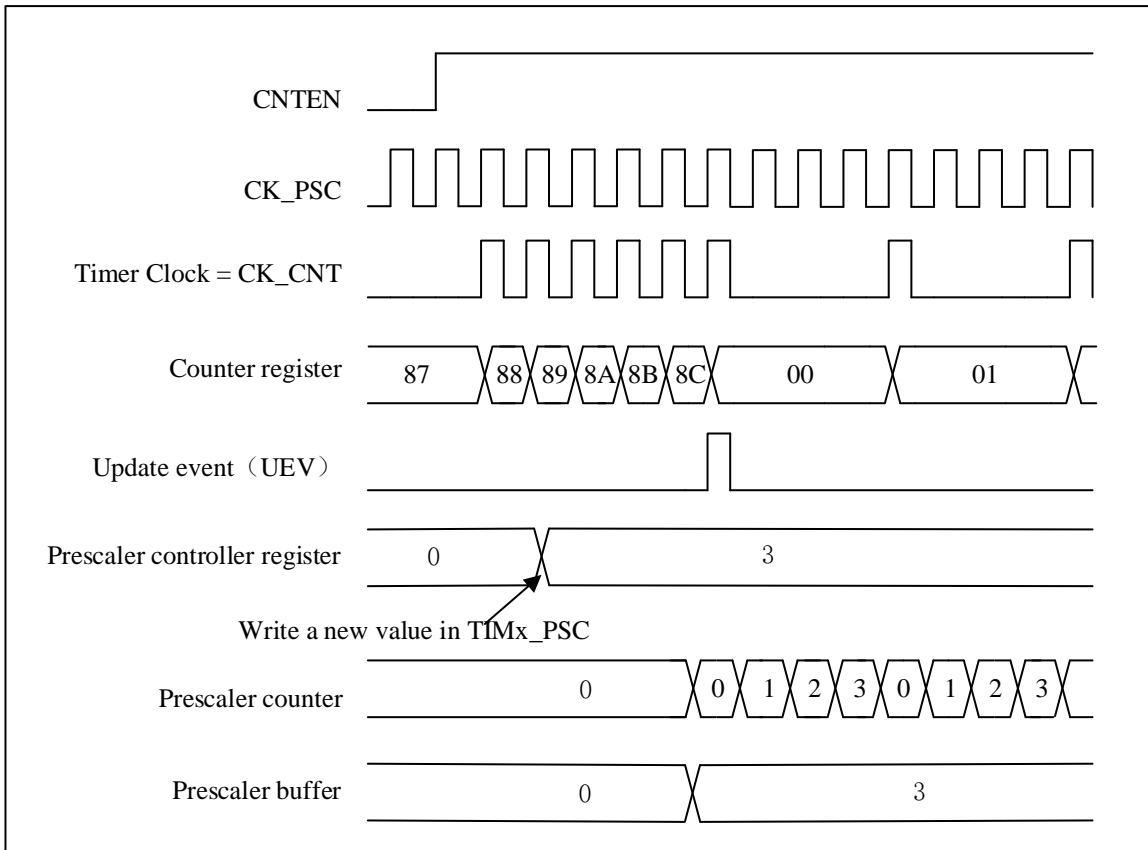 CNTEN
CK_PSC
Timer Clock = CK_CNT
Counter register 87 88 89 8A 8B 8C 00 01
Update event（UEV）
Prescaler controller register 0 3
Write a new value in TIMx_PSC
Prescaler counter 0 0 1 2 3 0 1 2 3
Prescaler buffer 0 3